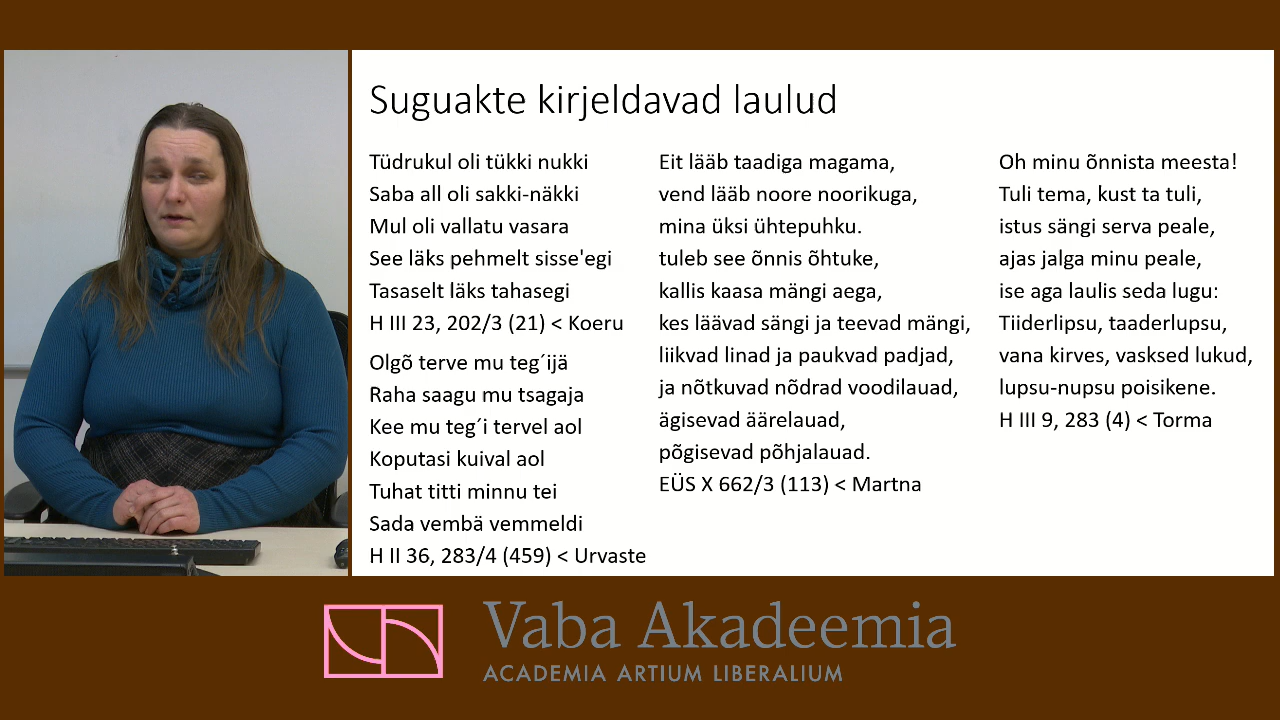 Suguakte kirjeldavad laulud
Tüdrukul oli tükki nukki
Saba all oli sakki-näkki
Mul oli vallatu vasara
See läks pehmelt sisse'egi
Tasaselt läks tahasegi
H III 23, 202/3 (21) < Koeru
Olgõ terve mu teg´ijä
Raha saagu mu tsagaja
Kee mu teg´i tervel aol
Koputasi kuival aol
Tuhat titti minnu tei
Sada vembä vemmeldi
H II 36, 283/4 (459) < Urvaste
Eit lääb taadiga magama,
vend lääb noore noorikuga,
mina üksi ühtepuhku.
tuleb see õnnis õhtuke,
kallis kaasa mängi aega,
kes läävad sängi ja teevad mängi,
liikvad linad ja paukvad padjad,
ja nõtkuvad nõdrad voodilauad,
ägisevad äärelauad,
põgisevad põhjalauad.
EÜS X 662/3 (113) < Martna
Oh minu õnnista meesta!
Tuli tema, kust ta tuli,
istus sängi serva peale,
ajas jalga minu peale,
ise aga laulis seda lugu:
Tiiderlipsu, taaderlupsu,
vana kirves, vasksed lukud,
lupsu-nupsu poisikene.
H III 9, 283 (4) < Torma
Vaba Akadeemia
ACADEMIA ARTIUM LIBERALIUM